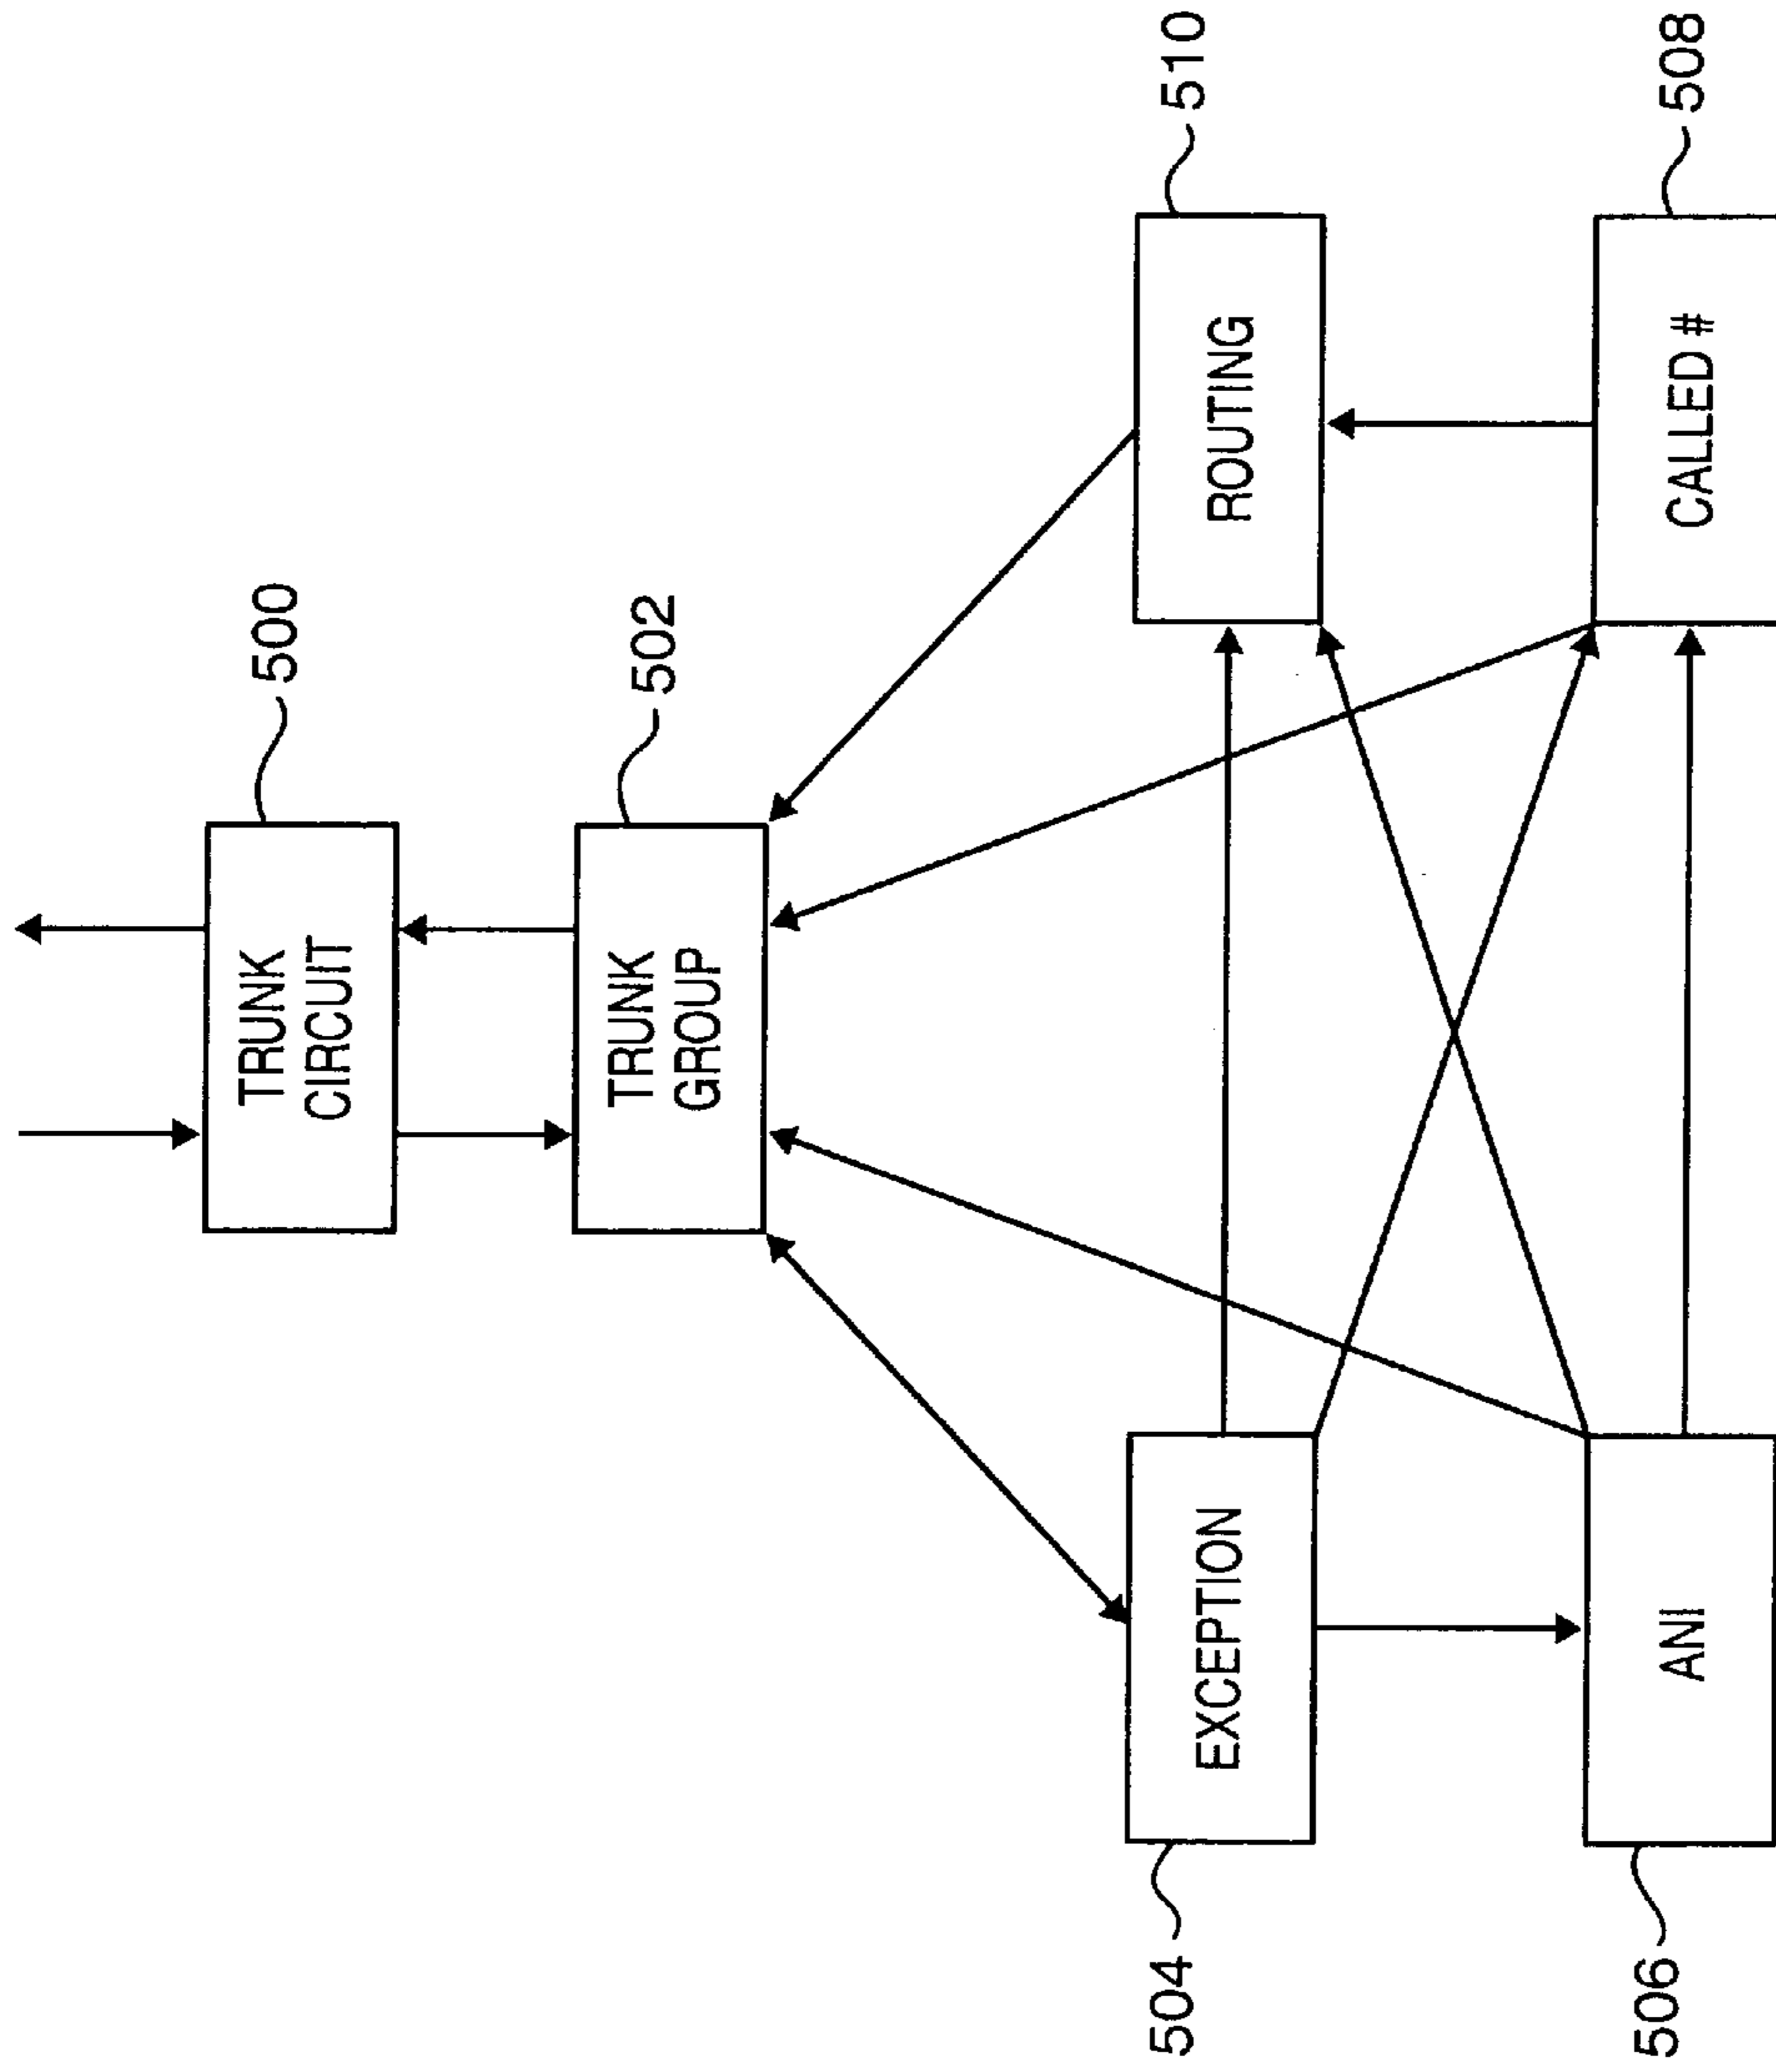 500
TRUNK
CIRCUIT
502
TRUNK
GROUP
504
EXCEPTION
510
ROUTING
506
ANI
508
CALLED #